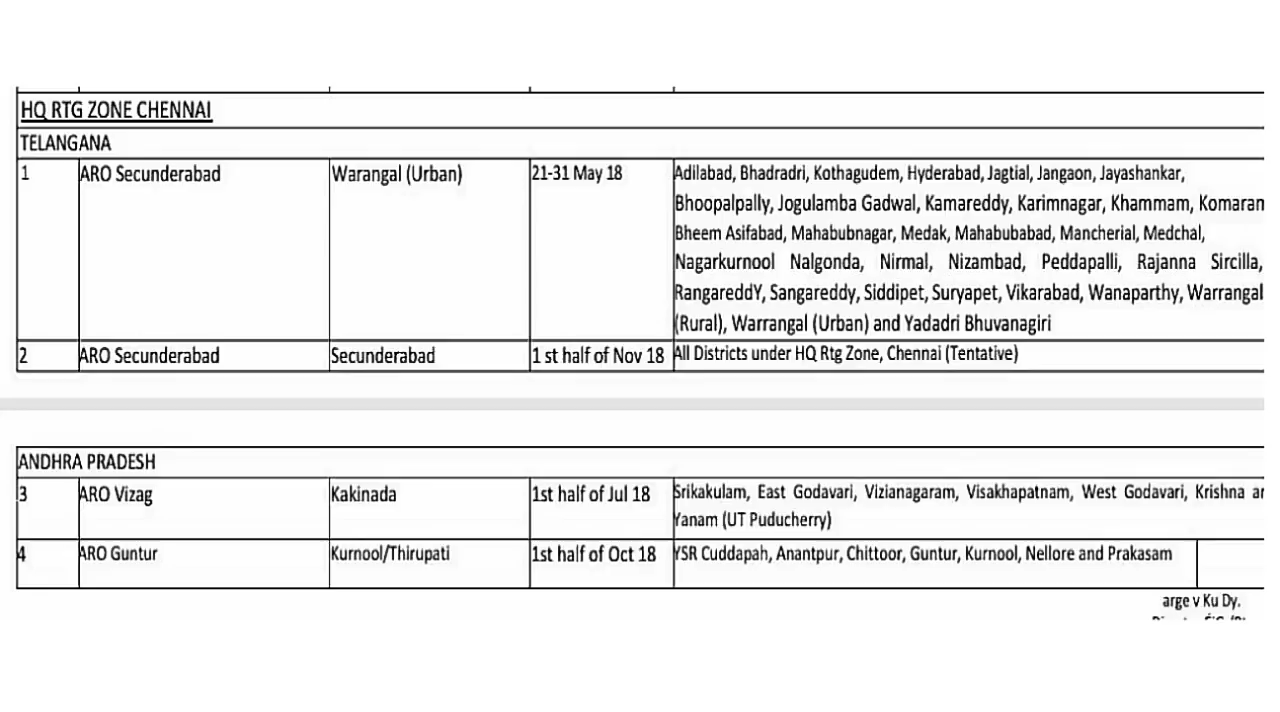 HQ RTG ZONE CHENNAI
TELANGANA
1 ARO Secunderabad Warangal (Urban) 21-31 May 18 Adilabad, Bhadradri, Kothagudem, Hyderabad, Jagtial, Jangaon, Jayashankar,
Bhoopalpally, Jogulamba Gadwal, Kamareddy, Karimnagar, Khammam, Komaram
Bheem Asifabad, Mahabubnagar, Medak, Mahabubabad, Mancherial, Medchal,
Nagarkurnool Nalgonda, Nirmal, Nizambad, Peddapalli, Rajanna Sircilla,
RangareddY, Sangareddy, Siddipet, Suryapet, Vikarabad, Wanaparthy, Warrangal
(Rural), Warrangal (Urban) and Yadadri Bhuvanagiri
2 ARO Secunderabad Secunderabad 1 st half of Nov 18 All Districts under HQ Rtg Zone, Chennai (Tentative)
ANDHRA PRADESH
3 ARO Vizag Kakinada 1st half of Jul 18 Srikakulam, East Godavari, Vizianagaram, Visakhapatnam, West Godavari, Krishna
Yanam (UT Puducherry)
4 ARO Guntur Kurnool/Thirupati 1st half of Oct 18 YSR Cuddapah, Anantpur, Chittoor, Guntur, Kurnool, Nellore and Prakasam
arge v Ku Dy.